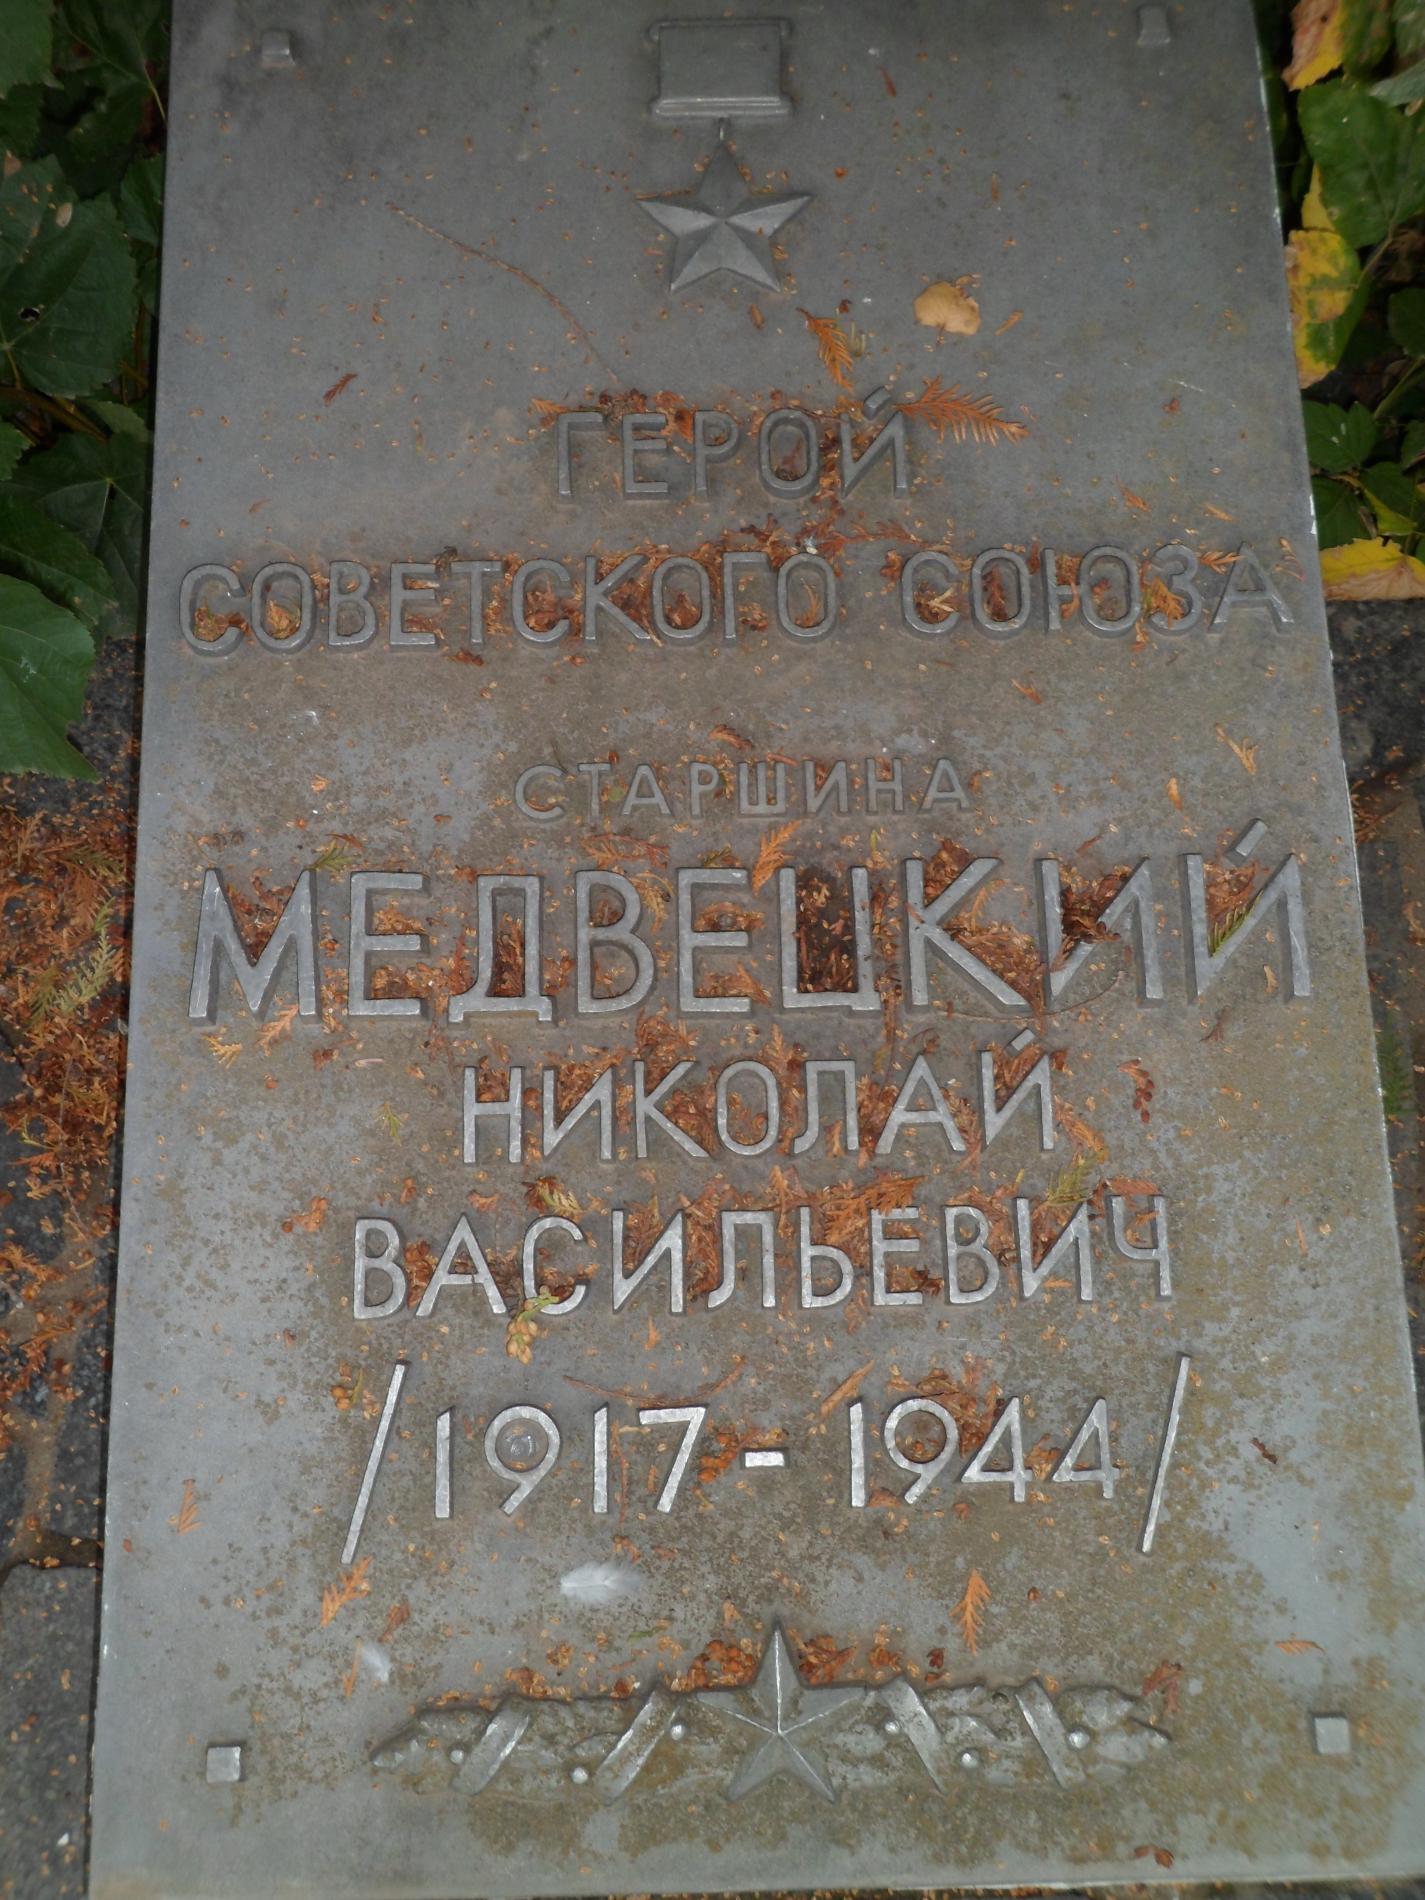 ГЕРОЙ
СОВЕТСКОГО СОЮЗА
СТАРШИНА
МЕДВЕЦКИЙ
НИКОЛАЙ
ВАСИЛЬЕВИЧ
/1917-1944/